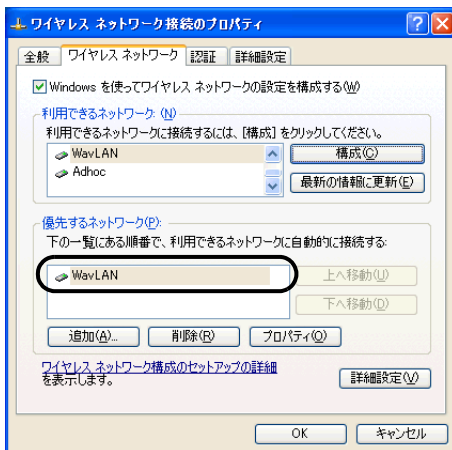 ワイヤレス ネットワーク接続のプロパティ
全般 ワイヤレス ネットワーク 認証 詳細設定
Windows を使ってワイヤレス ネットワークの設定を構成する(W)
利用できるネットワーク: (N)
利用できるネットワークに接続するには、[構成] をクリックしてください。
WavLAN
Adhoc
構成(C)
最新の情報に更新(E)
優先するネットワーク(P):
下の一覧にある順番で、利用できるネットワークに自動的に接続する:
WavLAN
上へ移動(U)
下へ移動(D)
追加(A)... 削除(R) プロパティ(O)
ワイヤレス ネットワーク構成のセットアップの詳細
を表示します。
詳細設定(V)
OK キャンセル